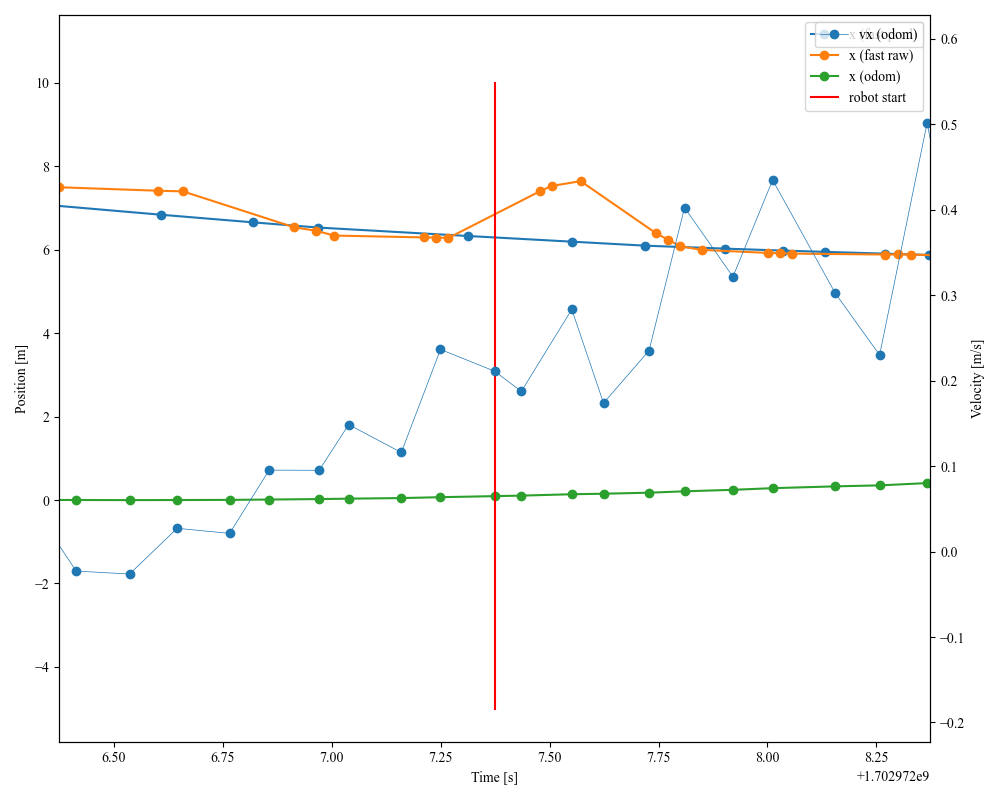 vx (odom)
x (fast raw)
x (odom)
robot start
10
8
6
4
2
0
−2
−4
Position [m]
0.6
0.5
0.4
0.3
0.2
0.1
0.0
−0.1
−0.2
Velocity [m/s]
6.50 6.75 7.00 7.25 7.50 7.75 8.00 8.25
Time [s]
+1.702972e9